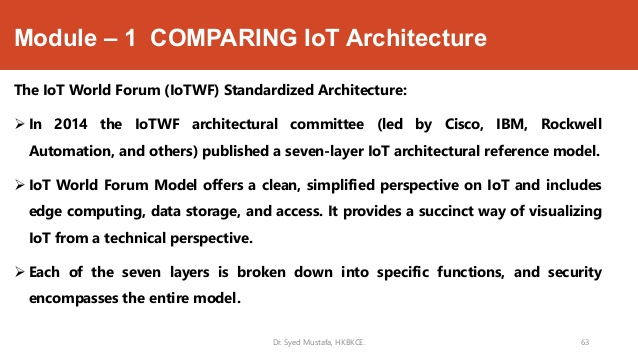 Module – 1 COMPARING IoT Architecture
The IoT World Forum (IoTWF) Standardized Architecture:
➢ In 2014 the IoTWF architectural committee (led by Cisco, IBM, Rockwell
Automation, and others) published a seven-layer IoT architectural reference model.
➢ IoT World Forum Model offers a clean, simplified perspective on IoT and includes
edge computing, data storage, and access. It provides a succinct way of visualizing
IoT from a technical perspective.
➢ Each of the seven layers is broken down into specific functions, and security
encompasses the entire model.
Dr. Syed Mustafa, HKBKCE. 63